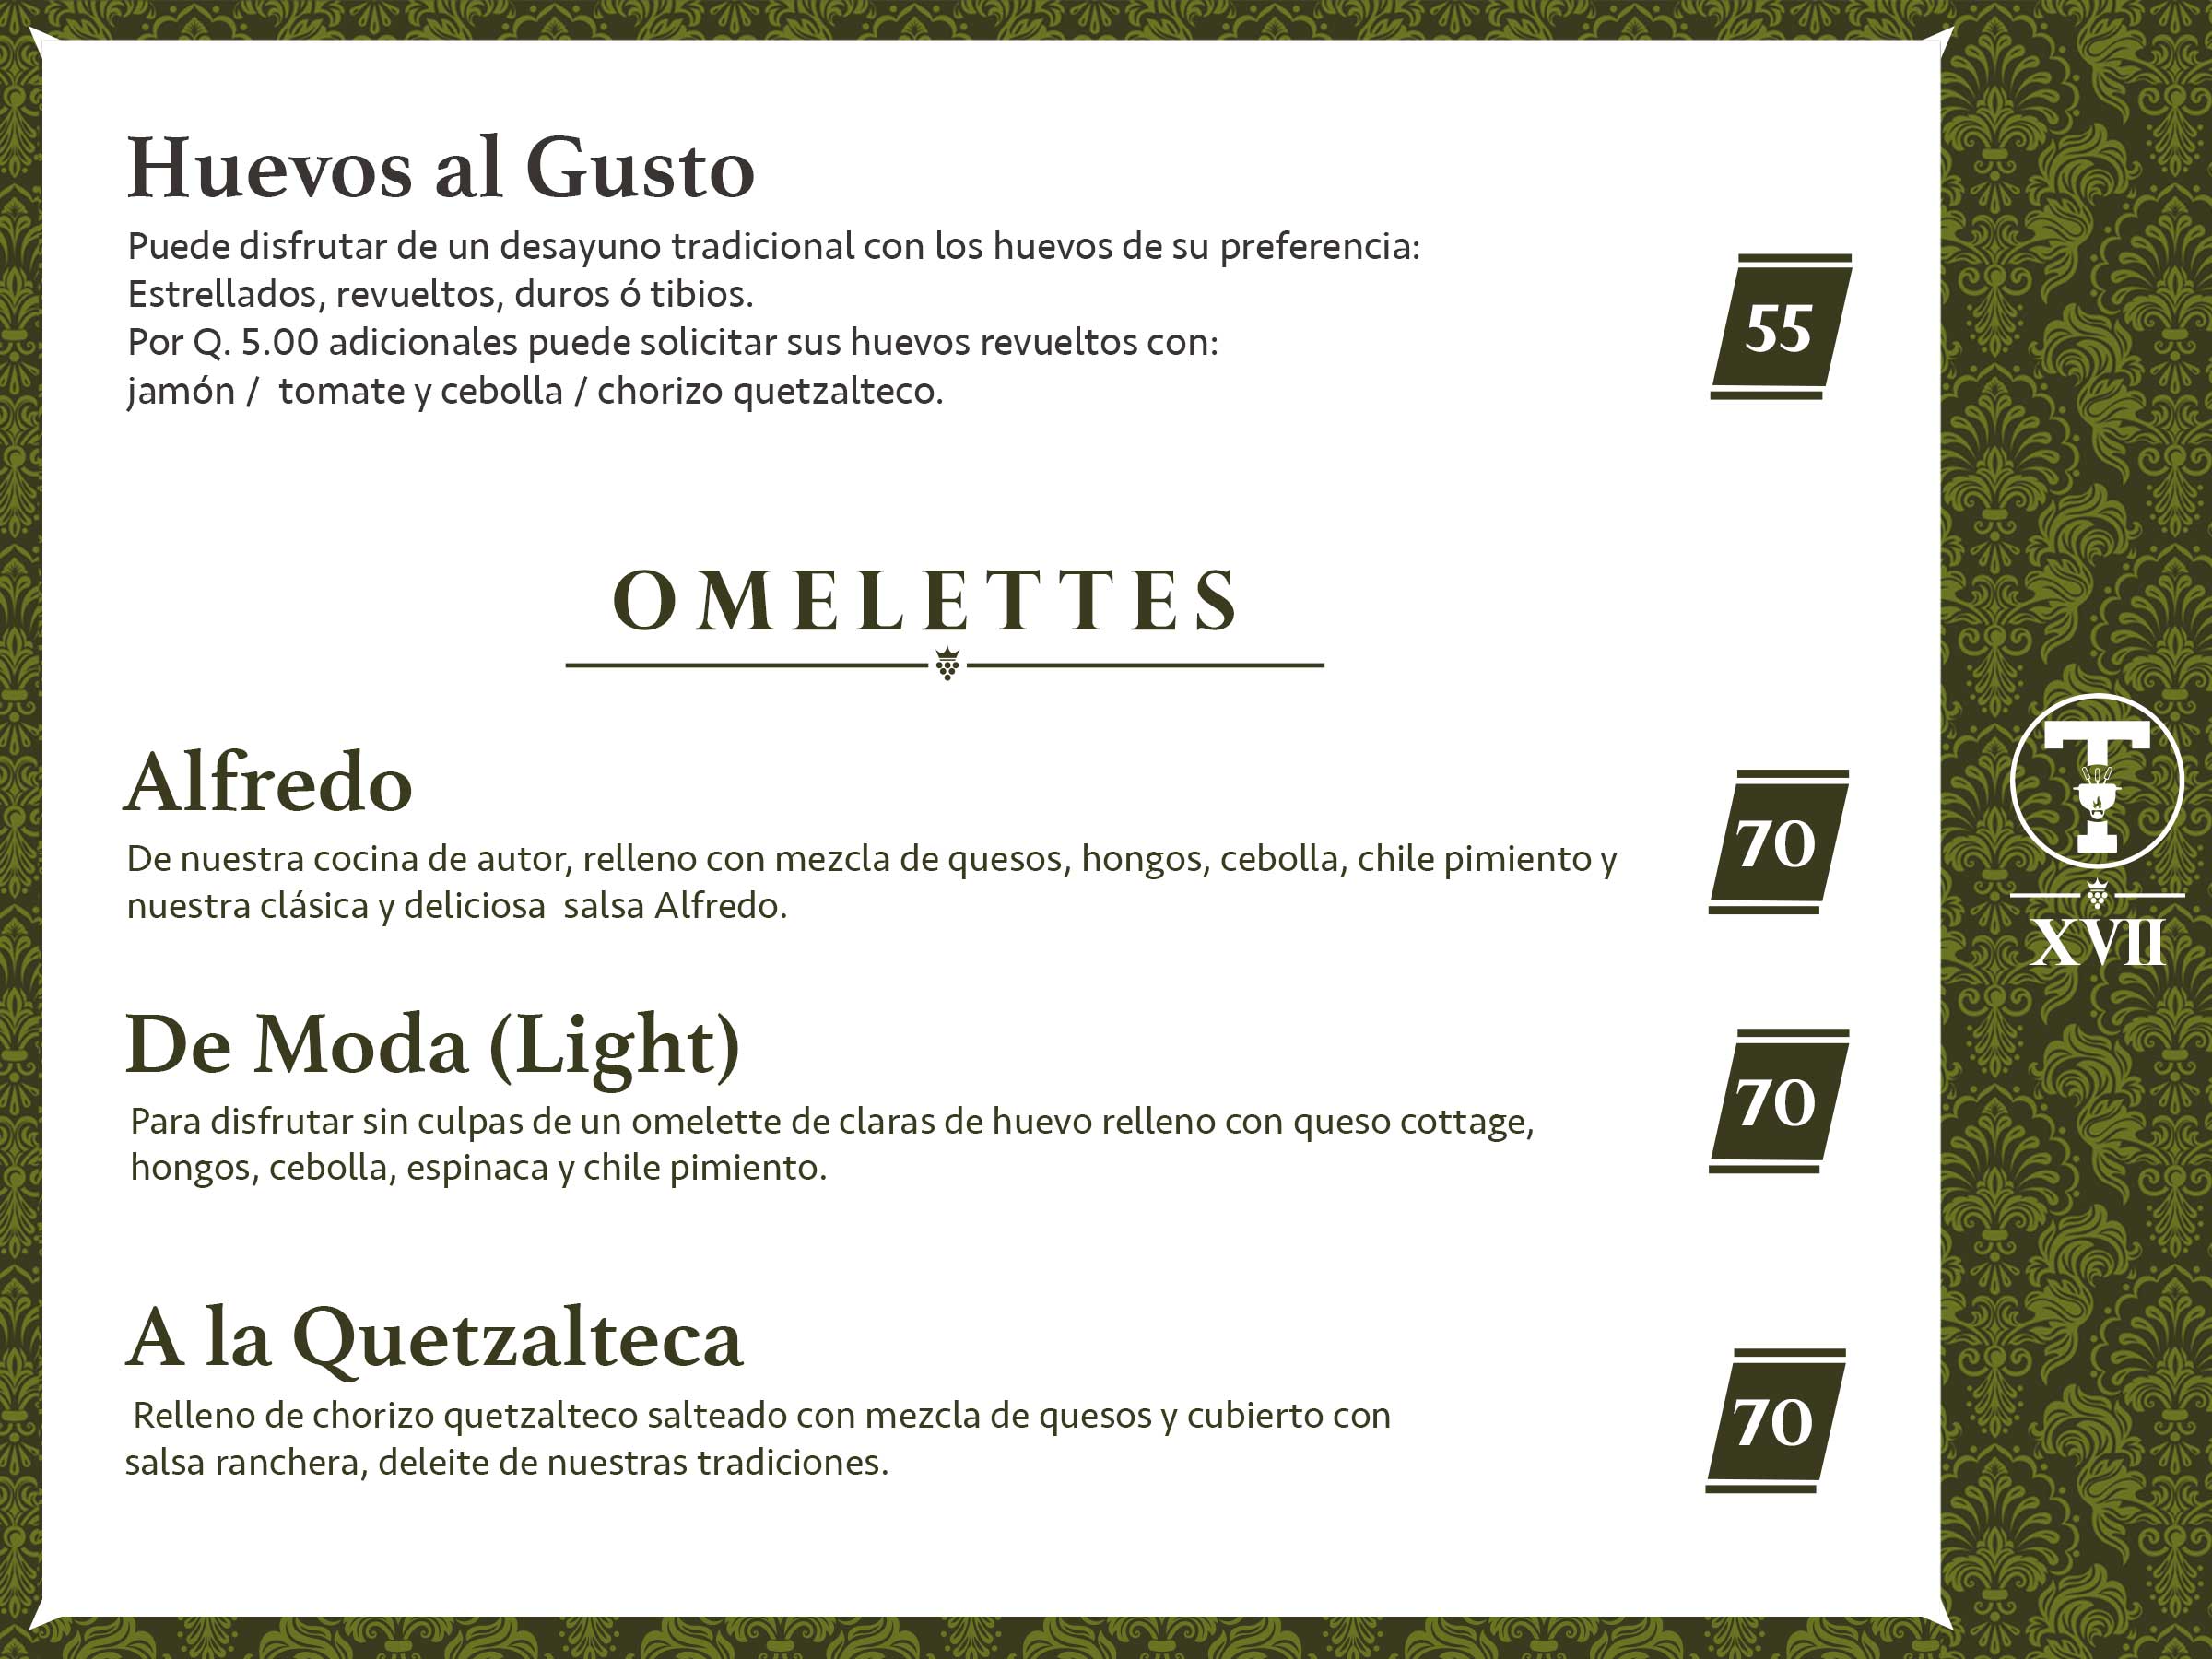 Huevos al Gusto
Puede disfrutar de un desayuno tradicional con los huevos de su preferencia:
Estrellados, revueltos, duros ó tibios.
Por Q. 5.00 adicionales puede solicitar sus huevos revueltos con:
jamón / tomate y cebolla / chorizo quetzalteco.
55
OMELETTES
Alfredo
De nuestra cocina de autor, relleno con mezcla de quesos, hongos, cebolla, chile pimiento y
nuestra clásica y deliciosa salsa Alfredo.
70
De Moda (Light)
Para disfrutar sin culpas de un omelette de claras de huevo relleno con queso cottage,
hongos, cebolla, espinaca y chile pimiento.
70
A la Quetzalteca
Relleno de chorizo quetzalteco salteado con mezcla de quesos y cubierto con
salsa ranchera, deleite de nuestras tradiciones.
70
T
XVII